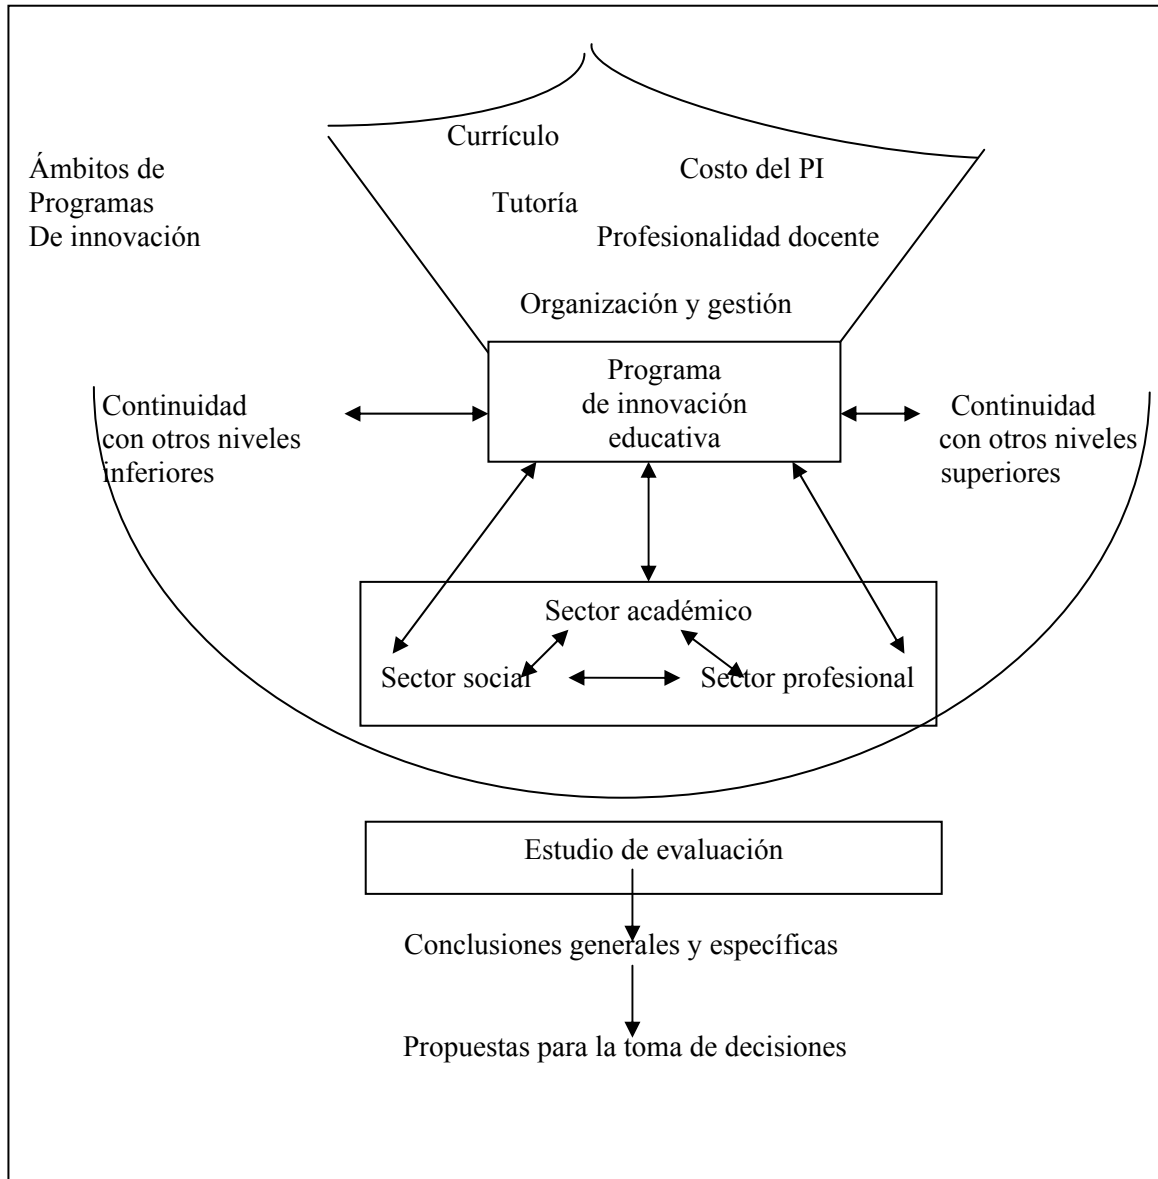 Currículo
Ámbitos de
Programas
De innovación
Costo del PI
Tutoría
Profesionalidad docente
Organización y gestión
Programa
de innovación
educativa
Continuidad
con otros niveles
inferiores
Continuidad
con otros niveles
superiores
Sector académico
Sector social
Sector profesional
Estudio de evaluación
Conclusiones generales y específicas
Propuestas para la toma de decisiones